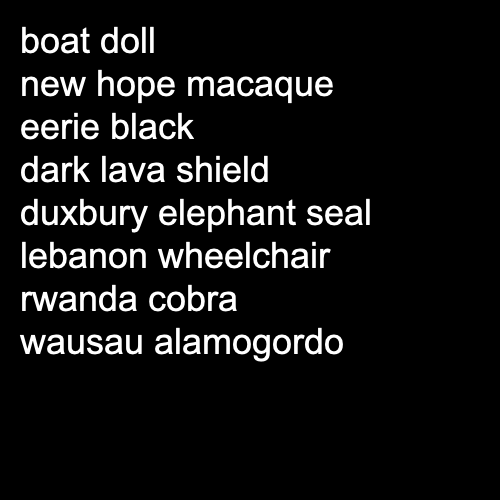 boat doll
new hope macaque
eerie black
dark lava shield
duxbury elephant seal
lebanon wheelchair
rwanda cobra
wausau alamogordo